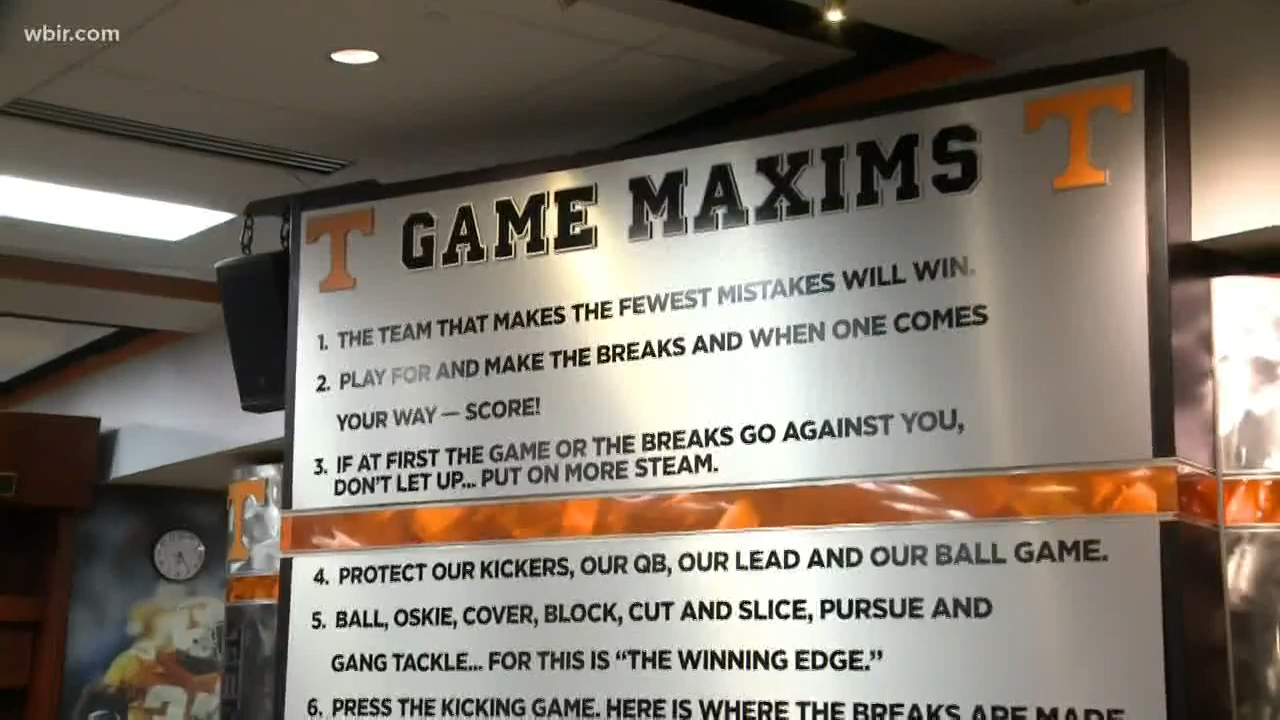 wbir.com
T GAME MAXIMS T
1. THE TEAM THAT MAKES THE FEWEST MISTAKES WILL WIN.
2. PLAY FOR AND MAKE THE BREAKS AND WHEN ONE COMES
YOUR WAY — SCORE!
3. IF AT FIRST THE GAME OR THE BREAKS GO AGAINST YOU,
DON'T LET UP... PUT ON MORE STEAM.
4. PROTECT OUR KICKERS, OUR QB, OUR LEAD AND OUR BALL GAME.
5. BALL, OSKIE, COVER, BLOCK, CUT AND SLICE, PURSUE AND
GANG TACKLE... FOR THIS IS “THE WINNING EDGE.”
6. PRESS THE KICKING GAME. HERE IS WHERE THE BREAKS ARE MADE
T